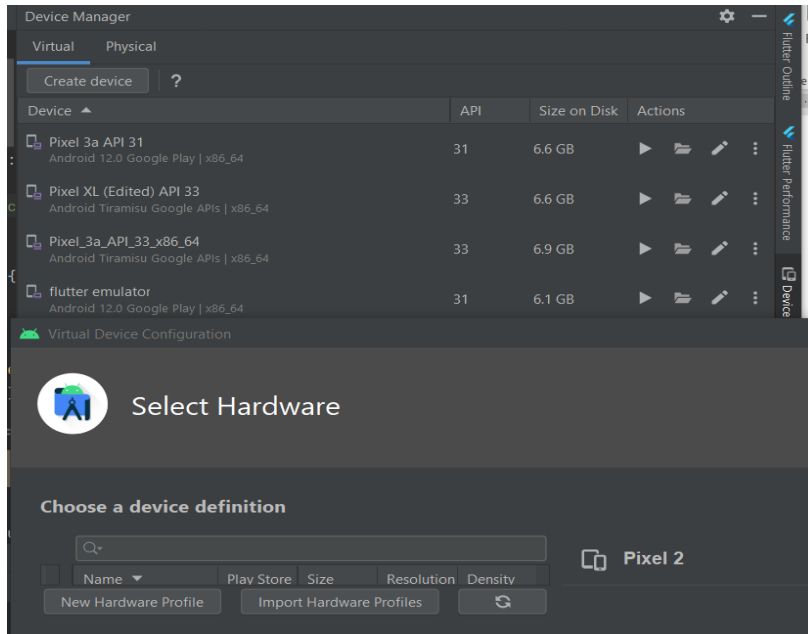 Device Manager
Virtual Physical
Create device ?
Device API Size on Disk Actions
Pixel 3a API 31
Android 12.0 Google Play | x86_64
31 6.6 GB
Pixel XL (Edited) API 33
Android Tiramisu Google APIs | x86_64
33 6.6 GB
Pixel_3a_API_33_x86_64
Android Tiramisu Google APIs | x86_64
33 6.9 GB
flutter emulator
Android 12.0 Google Play | x86_64
31 6.1 GB
Flutter Outline
Flutter Performance
Device
Virtual Device Configuration
Select Hardware
Choose a device definition
Name Play Store Size Resolution Density
New Hardware Profile Import Hardware Profiles
Pixel 2